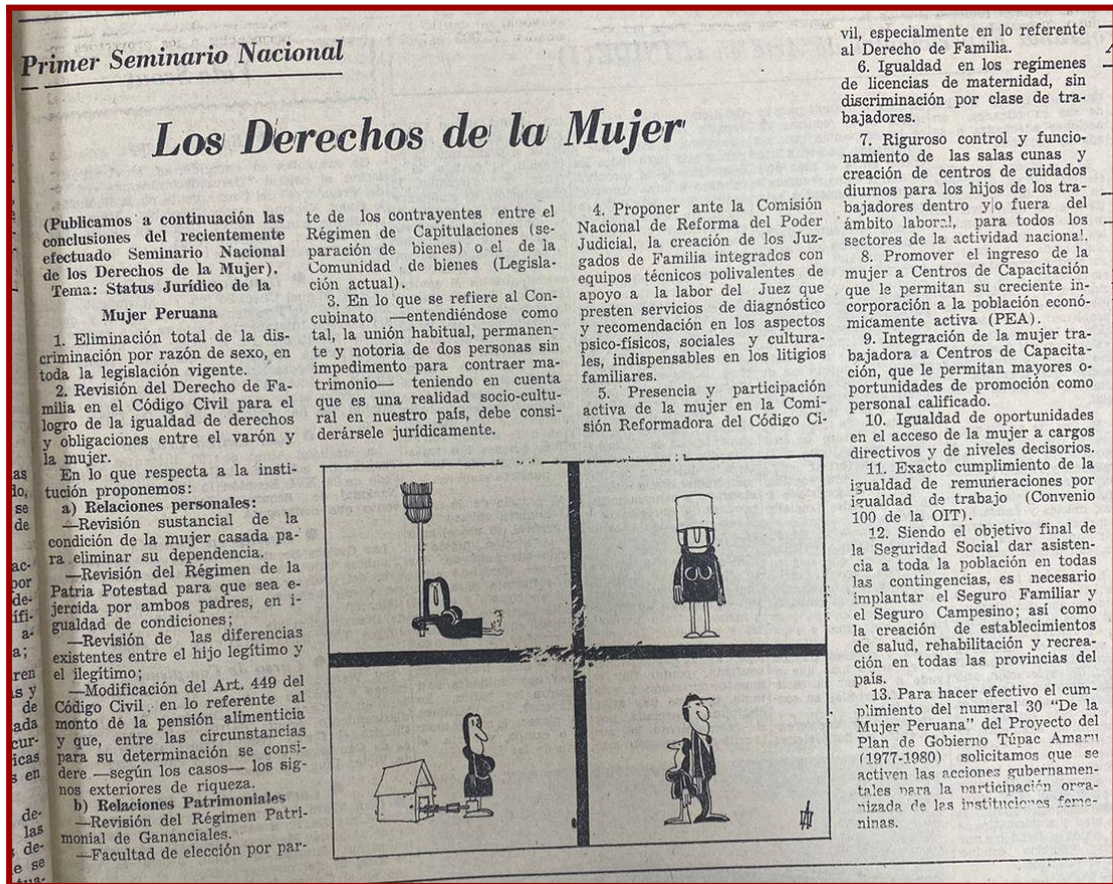 Primer Seminario Nacional
Los Derechos de la Mujer
(Publicamos a continuación las
conclusiones del recientemente
efectuado Seminario Nacional
de los Derechos de la Mujer).
Tema: Status Jurídico de la
Mujer Peruana
1. Eliminación total de la dis-
criminación por razón de sexo, en
toda la legislación vigente.
2. Revisión del Derecho de Fa-
milia en el Código Civil para el
logro de la igualdad de derechos
y obligaciones entre el varón y
la mujer.
En lo que respecta a la insti-
tución proponemos:
a) Relaciones personales:
—Revisión sustancial de la
condición de la mujer casada pa-
ra eliminar su dependencia.
—Revisión del Régimen de la
Patria Potestad para que sea e-
jercida por ambos padres, en i-
gualdad de condiciones;
—Revisión de las diferencias
existentes entre el hijo legítimo y
el ilegítimo;
—Modificación del Art. 449 del
Código Civil en lo referente al
monto de la pensión alimenticia
y que, entre las circunstancias
para su determinación se consi-
dere —según los casos— los sig-
nos exteriores de riqueza.
b) Relaciones Patrimoniales
—Revisión del Régimen Patri-
monial de Gananciales.
—Facultad de elección por par-
te de los contrayentes entre el
Régimen de Capitulaciones (se-
paración de bienes) o el de la
Comunidad de bienes (Legisla-
ción actual).
3. En lo que se refiere al Con-
cubinato —entendiéndose como
tal, la unión habitual, permanen-
te y notoria de dos personas sin
impedimento para contraer ma-
trimonio— teniendo en cuenta
que es una realidad socio-cultu-
ral en nuestro país, debe consi-
derársele jurídicamente.
4. Proponer ante la Comisión
Nacional de Reforma del Poder
Judicial, la creación de los Juz-
gados de Familia integrados con
equipos técnicos polivalentes de
apoyo a la labor del Juez que
presten servicios de diagnóstico
y recomendación en los aspectos
psico-físicos, sociales y cultura-
les, indispensables en los litigios
familiares.
5. Presencia y participación
activa de la mujer en la Comi-
sión Reformadora del Código Ci-
vil, especialmente en lo referente
al Derecho de Familia.
6. Igualdad en los regímenes
de licencias de maternidad, sin
discriminación por clase de tra-
bajadores.
7. Riguroso control y funcio-
namiento de las salas cunas y
creación de centros de cuidados
diurnos para los hijos de los tra-
bajadores dentro y|o fuera del
ámbito laboral, para todos los
sectores de la actividad nacional.
8. Promover el ingreso de la
mujer a Centros de Capacitación
que le permitan su creciente in-
corporación a la población econó-
micamente activa (PEA).
9. Integración de la mujer tra-
bajadora a Centros de Capacita-
ción, que le permitan mayores o-
portunidades de promoción como
personal calificado.
10. Igualdad de oportunidades
en el acceso de la mujer a cargos
directivos y de niveles decisorios.
11. Exacto cumplimiento de la
igualdad de remuneraciones por
igualdad de trabajo (Convenio
100 de la OIT).
12. Siendo el objetivo final de
la Seguridad Social dar asisten-
cia a toda la población en todas
las contingencias, es necesario
implantar el Seguro Familiar y
el Seguro Campesino; así como
la creación de establecimientos
de salud, rehabilitación y recrea-
ción en todas las provincias del
país.
13. Para hacer efectivo el cum-
plimiento del numeral 30 “De la
Mujer Peruana” del Proyecto del
Plan de Gobierno Túpac Amaru
(1977-1980) solicitamos que se
activen las acciones gubernamen-
tales para la participación orga-
nizada de las instituciones feme-
ninas.